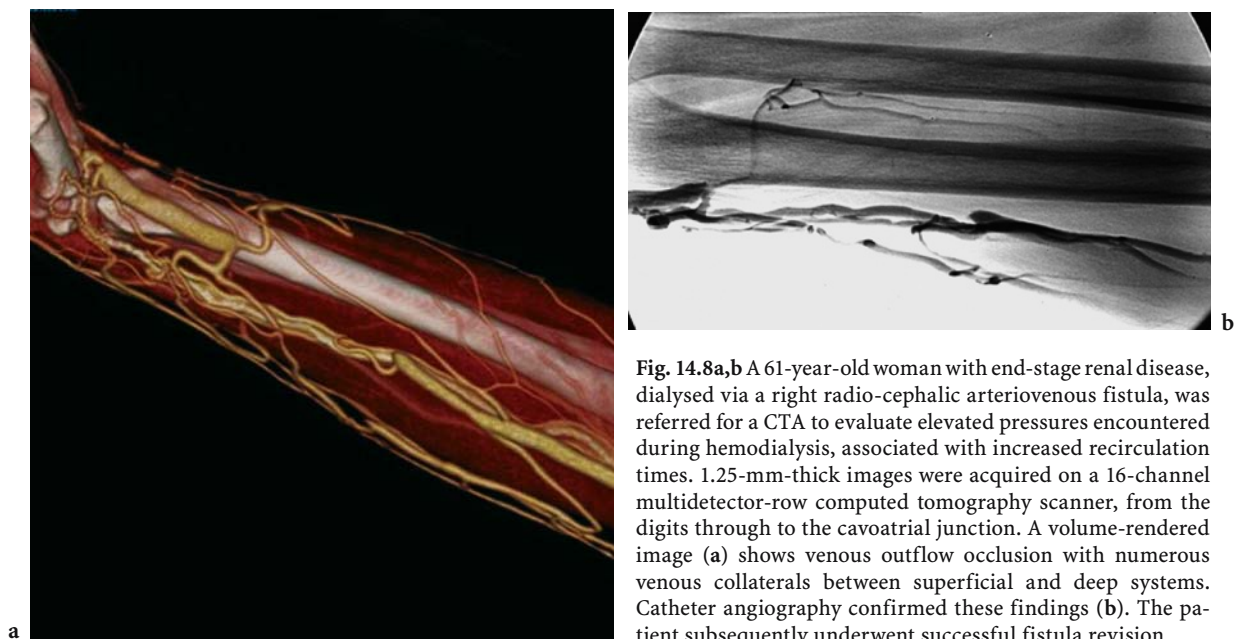 a
b
Fig. 14.8a,b A 61-year-old woman with end-stage renal disease,
dialysed via a right radio-cephalic arteriovenous fistula, was
referred for a CTA to evaluate elevated pressures encountered
during hemodialysis, associated with increased recirculation
times. 1.25-mm-thick images were acquired on a 16-channel
multidetector-row computed tomography scanner, from the
digits through to the cavoatrial junction. A volume-rendered
image (a) shows venous outflow occlusion with numerous
venous collaterals between superficial and deep systems.
Catheter angiography confirmed these findings (b). The pa-
tient subsequently underwent successful fistula revision